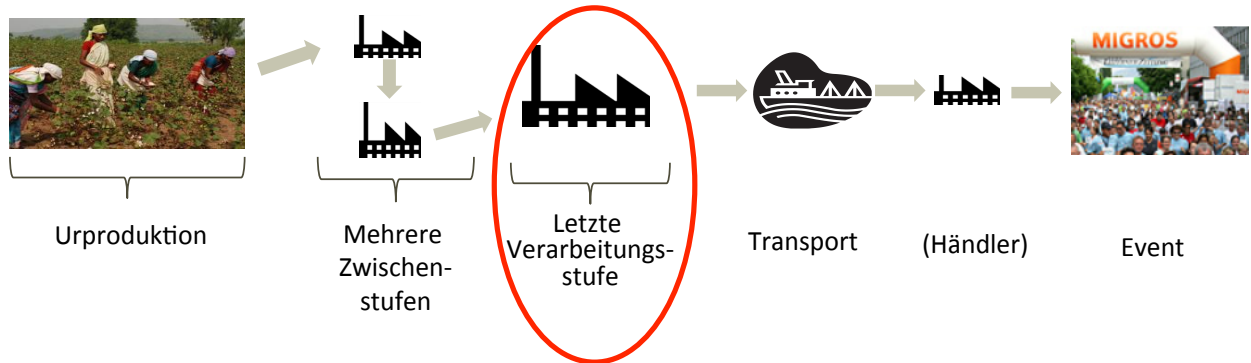 MIGROS
Urproduktion
Mehrere
Zwischen-
stufen
Letzte
Verarbeitungs-
stufe
Transport
(Händler)
Event